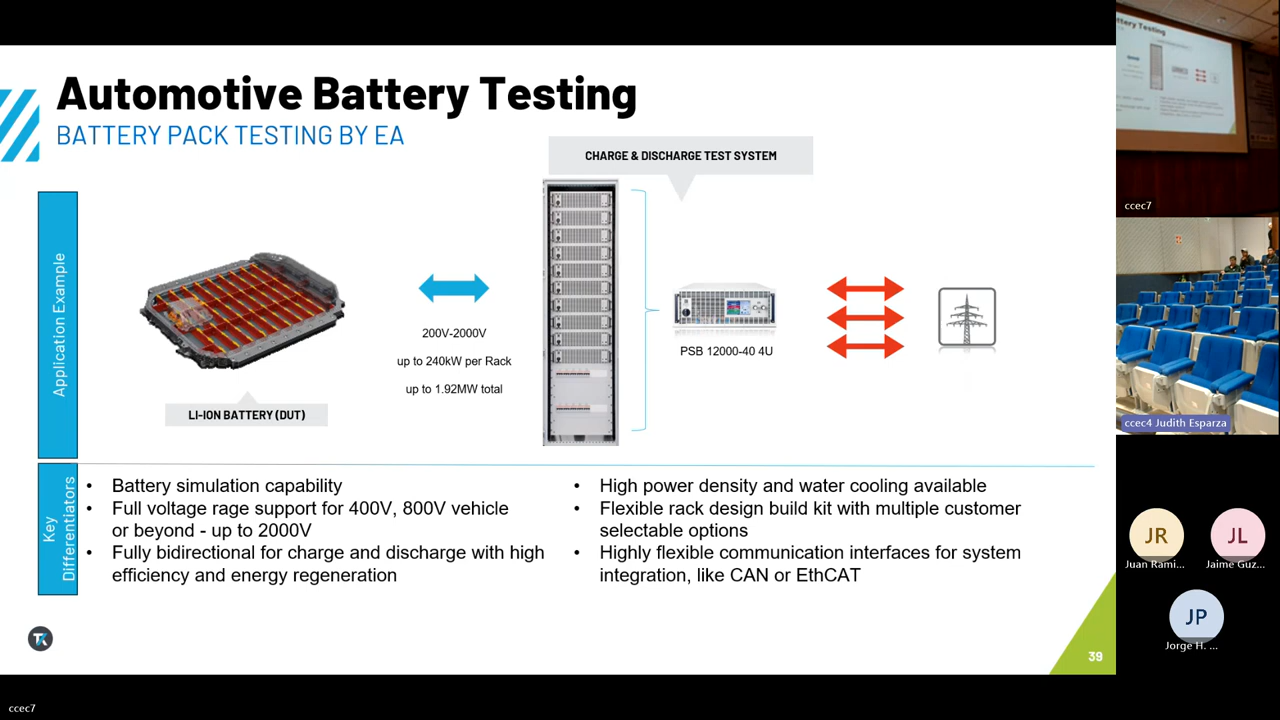 Automotive Battery Testing
BATTERY PACK TESTING BY EA
CHARGE & DISCHARGE TEST SYSTEM
Application Example
200V-2000V
up to 240kW per Rack
up to 1.92MW total
PSB 12000-40 4U
LI-ION BATTERY (DUT)
Key
Differentiators
• Battery simulation capability
• Full voltage rage support for 400V, 800V vehicle
or beyond - up to 2000V
• Fully bidirectional for charge and discharge with high
efficiency and energy regeneration
• High power density and water cooling available
• Flexible rack design build kit with multiple customer
selectable options
• Highly flexible communication interfaces for system
integration, like CAN or EthCAT
39
ttery Testing
ccec7
ccec4 Judith Esparza
JR
Juan Rami...
JL
Jaime Guz...
JP
Jorge H. ...
ccec7